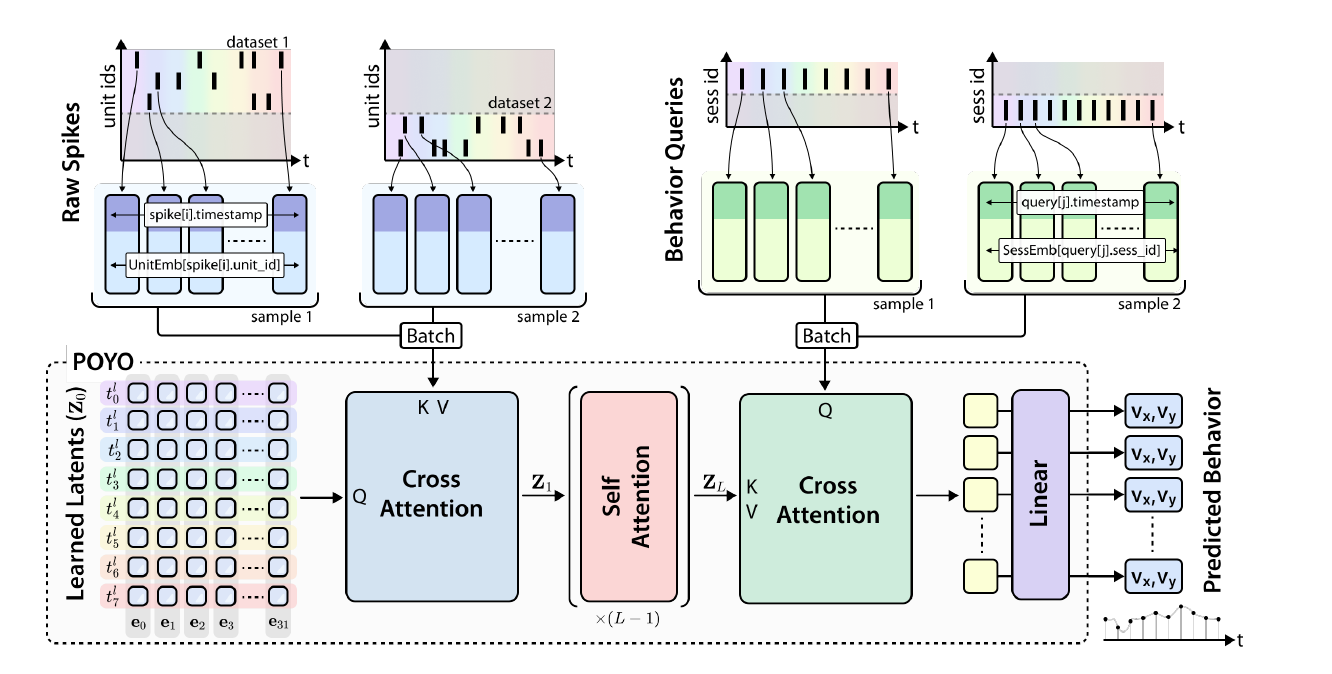 Raw Spikes
unit ids
dataset 1
t
unit ids
dataset 2
t
spike[i].timestamp
UnitEmb[spike[i].unit_id]
sample 1
sample 2
Batch
Behavior Queries
sess id
t
sess id
t
query[j].timestamp
SessEmb[query[j].sess_id]
sample 1
sample 2
Batch
POYO
Learned Latents (Z₀)
t₀ˡ
t₁ˡ
t₂ˡ
t₃ˡ
t₄ˡ
t₅ˡ
t₆ˡ
t₇ˡ
e₀ e₁ e₂ e₃ e₃₁
K V
Q
Cross
Attention
Z₁
Self
Attention
×(L − 1)
Z_L
Q
K
V
Cross
Attention
Linear
Vx, Vy
Vx, Vy
Vx, Vy
Vx, Vy
Predicted Behavior
t